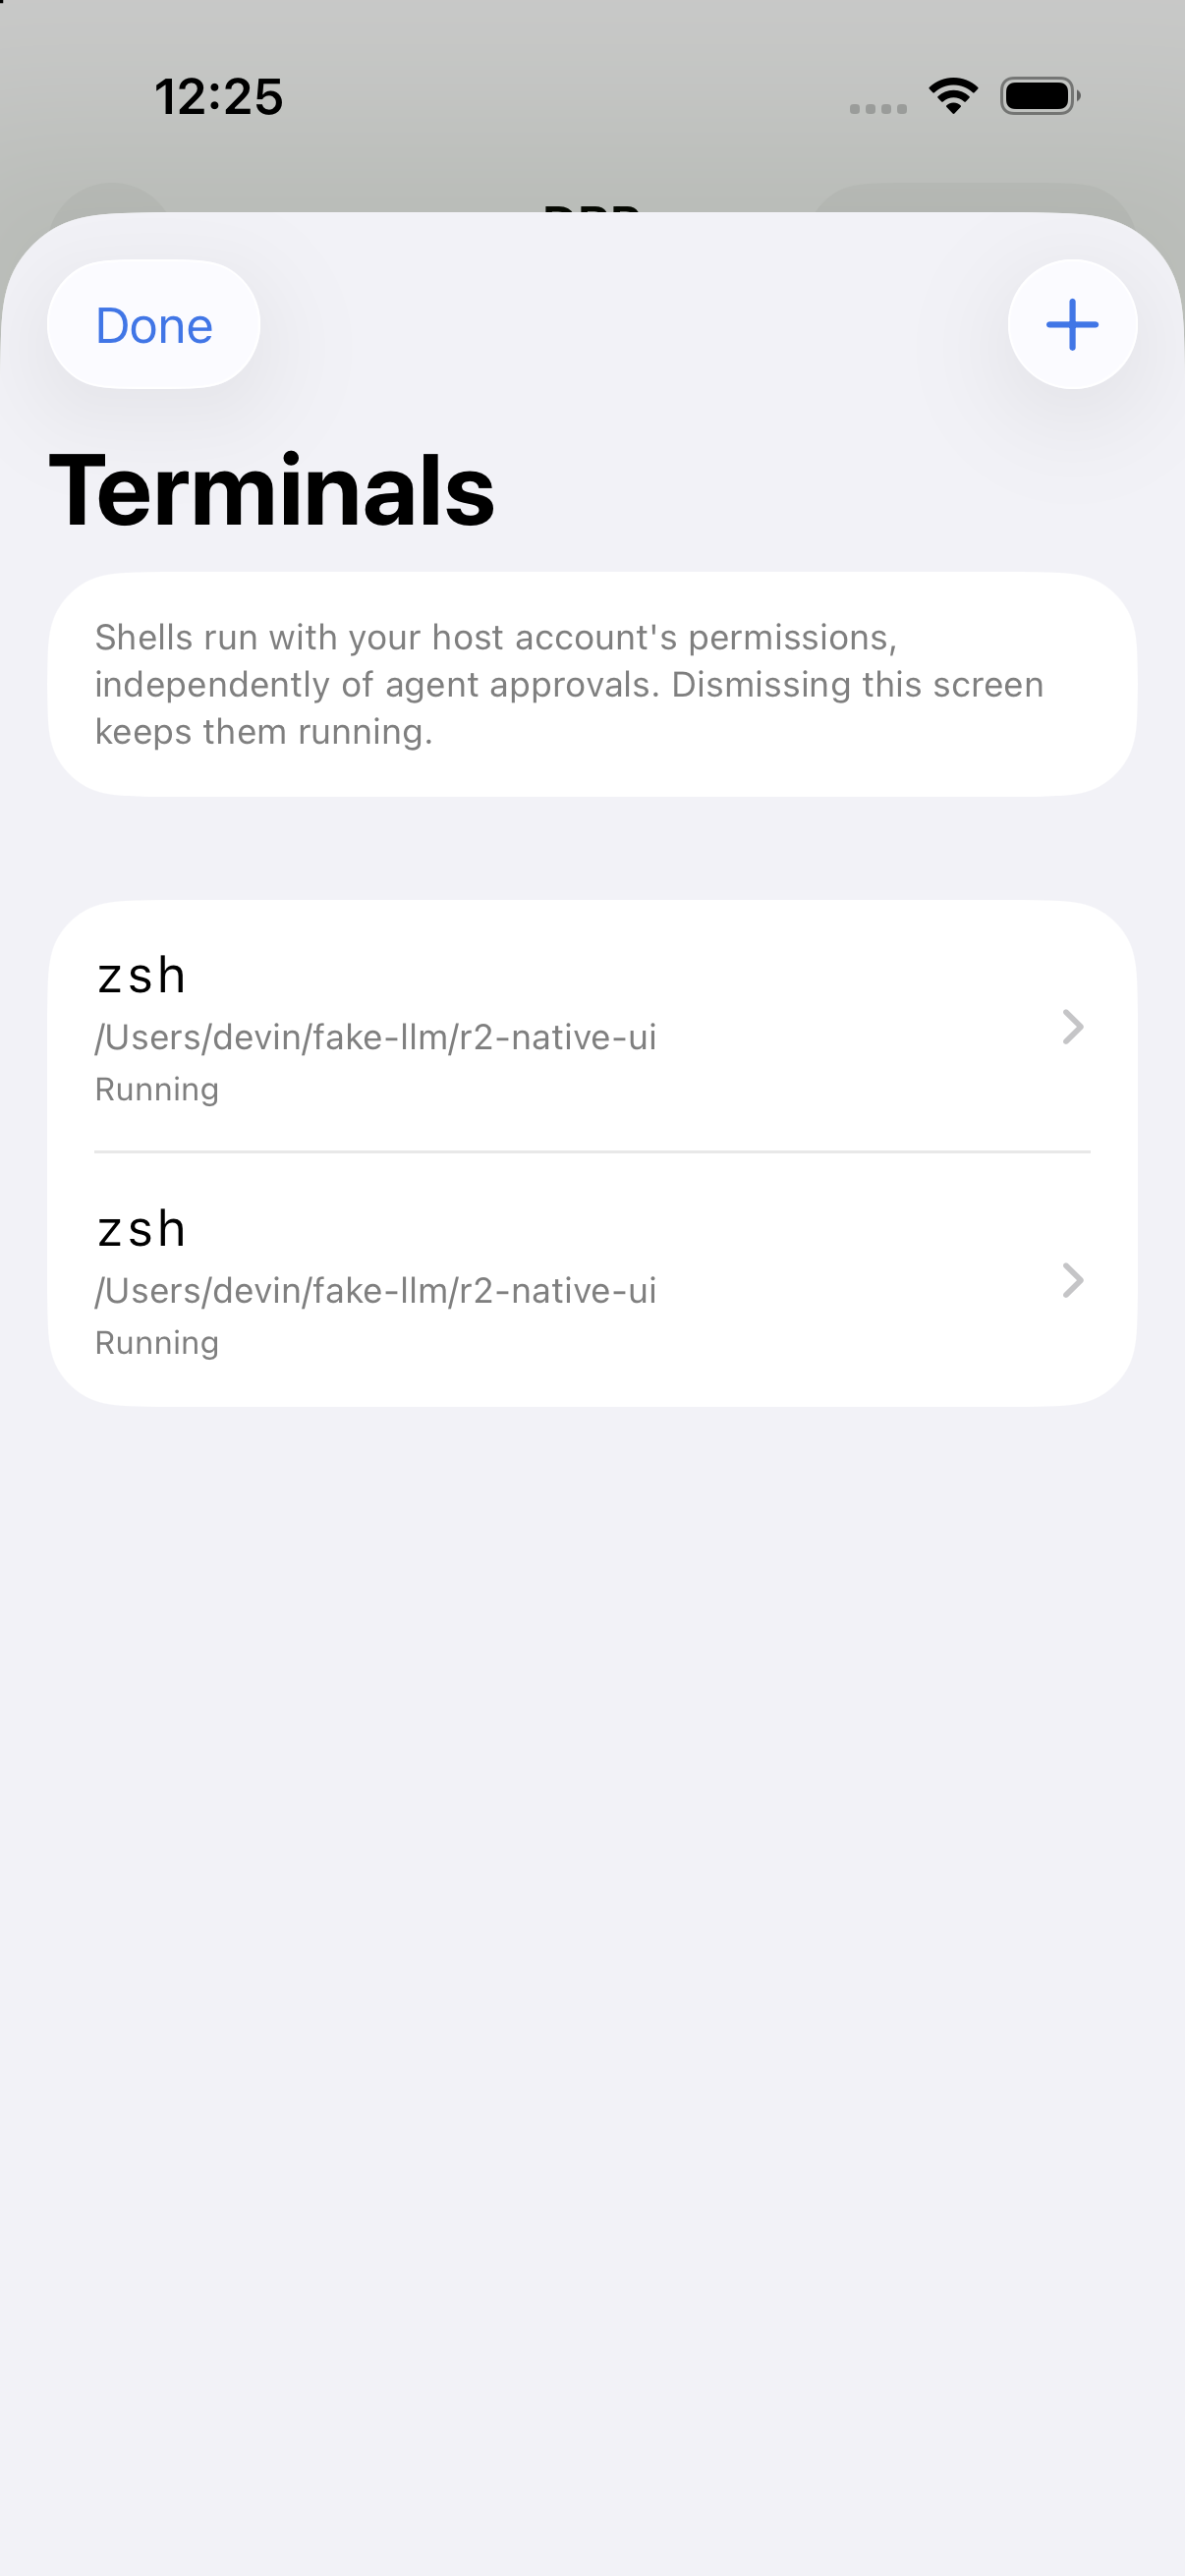 12:25
Done
Terminals
Shells run with your host account's permissions,
independently of agent approvals. Dismissing this screen
keeps them running.
zsh
/Users/devin/fake-llm/r2-native-ui
Running
zsh
/Users/devin/fake-llm/r2-native-ui
Running